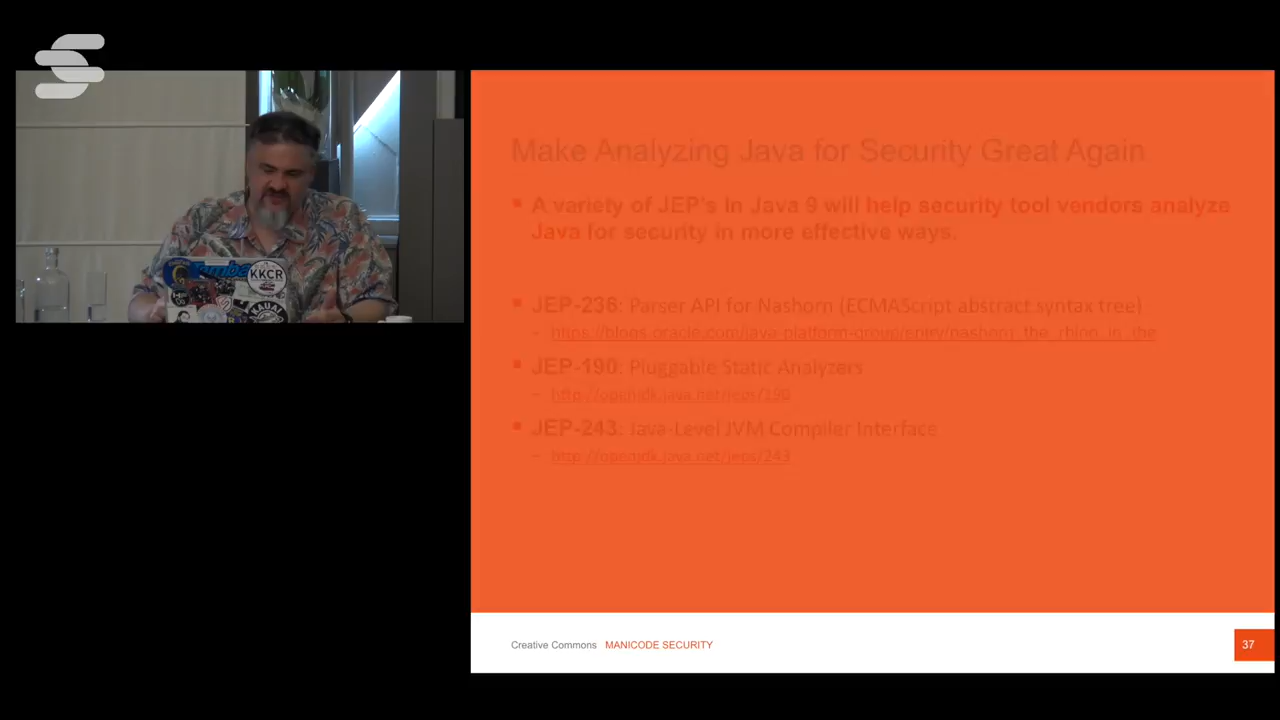 Make Analyzing Java for Security Great Again
▪ A variety of JEP's in Java 9 will help security tool vendors analyze
Java for security in more effective ways.
▪ JEP-236: Parser API for Nashorn (ECMAScript abstract syntax tree)
– https://blogs.oracle.com/java-platform-group/entry/nashorn_the_rhino_in_the
▪ JEP-190: Pluggable Static Analyzers
– http://openjdk.java.net/jeps/190
▪ JEP-243: Java-Level JVM Compiler Interface
– http://openjdk.java.net/jeps/243
KKCR
Creative Commons MANICODE SECURITY
37